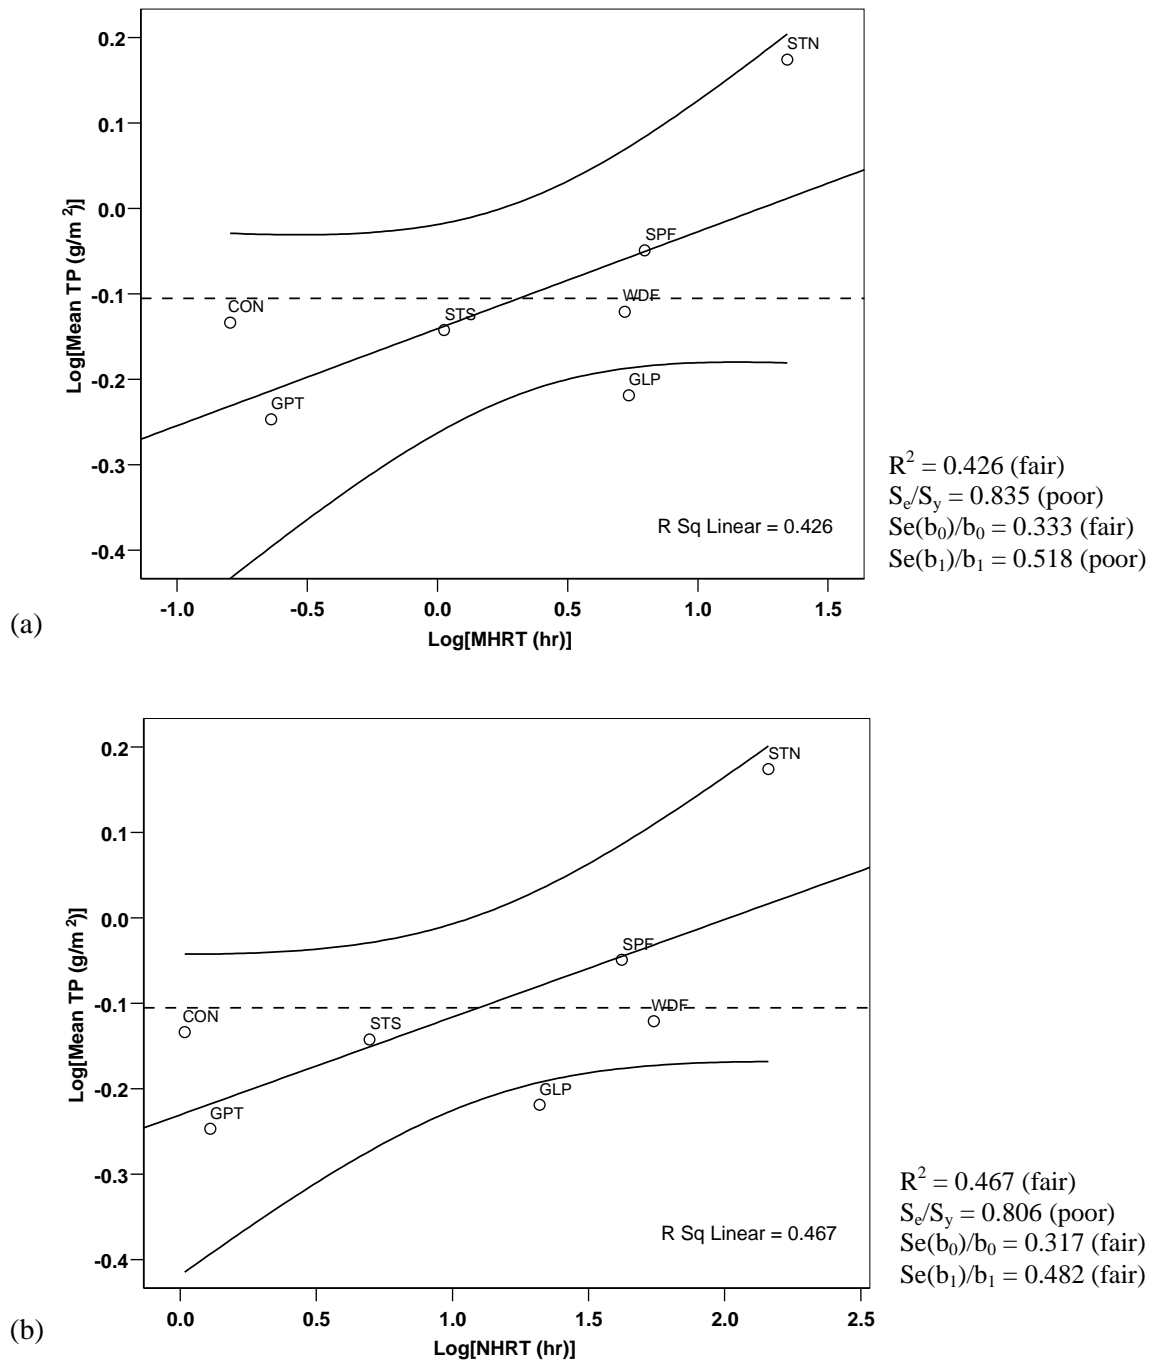 0.2
0.1
0.0
-0.1
-0.2
-0.3
-0.4
Log[Mean TP (g/m ²)]
STN
SPF
WDF
CON
STS
GLP
GPT
R Sq Linear = 0.426
-1.0 -0.5 0.0 0.5 1.0 1.5
Log[MHRT (hr)]
R² = 0.426 (fair)
Sₑ/Sᵧ = 0.835 (poor)
Se(b₀)/b₀ = 0.333 (fair)
Se(b₁)/b₁ = 0.518 (poor)
(a)
0.2
0.1
0.0
-0.1
-0.2
-0.3
-0.4
Log[Mean TP (g/m ²)]
STN
SPF
WDF
CON
STS
GLP
GPT
R Sq Linear = 0.467
0.0 0.5 1.0 1.5 2.0 2.5
Log[NHRT (hr)]
R² = 0.467 (fair)
Sₑ/Sᵧ = 0.806 (poor)
Se(b₀)/b₀ = 0.317 (fair)
Se(b₁)/b₁ = 0.482 (fair)
(b)